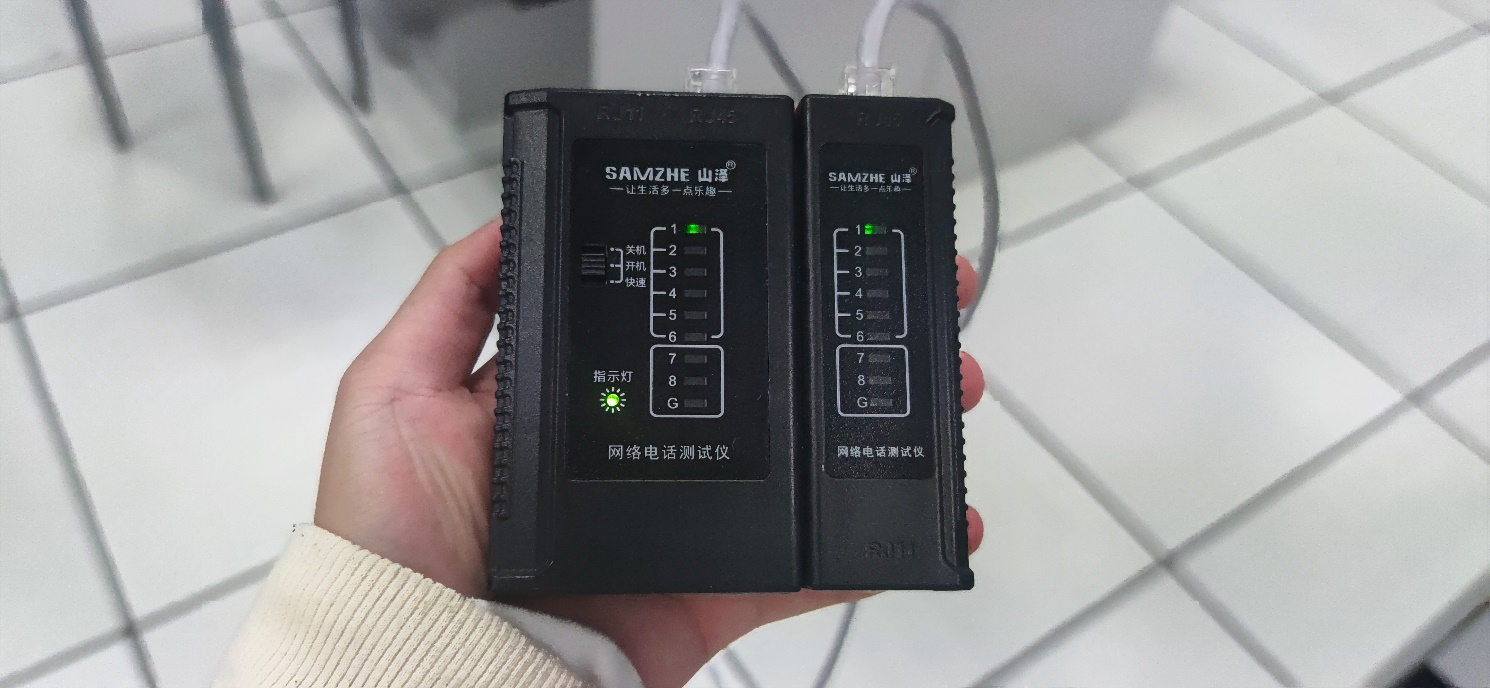 RJ11 RJ45
SAMZHE 山泽®
让生活多一点乐趣
关机
开机
快速
1
2
3
4
5
6
7
8
G
指示灯
网络电话测试仪
RJ45
SAMZHE 山泽®
让生活多一点乐趣
1
2
3
4
5
6
7
8
G
网络电话测试仪
RJ11